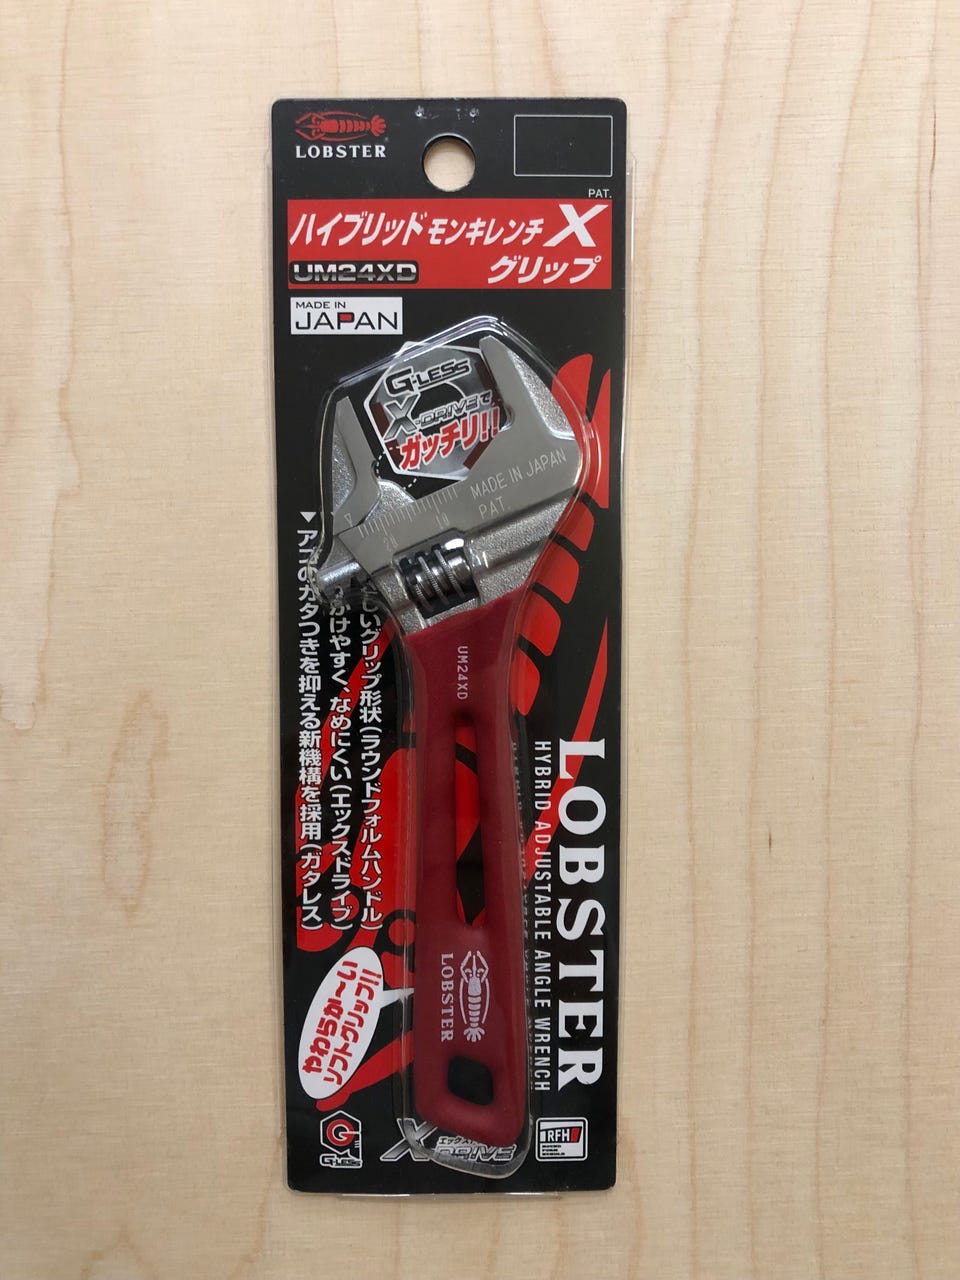 LOBSTER
PAT.
ハイブリッドモンキレンチX
UM24XD
グリップ
MADE IN
JAPAN
G-LESS
X-DRIVEで
ガッチリ!!
MADE IN JAPAN
PAT.
20
10
UM24XD
しいグリップ形状(ラウンドフォルムハンドル)
かけやすく、なめにくい(エックスドライブ)
▼アゴのガタつきを抑える新機構を採用(ガタレス)
LOBSTER
HYBRID ADJUSTABLE ANGLE WRENCH
LOBSTER
やわらか〜い
ソフトグリップ!!
G-LESS
X-DRIVE
RFH